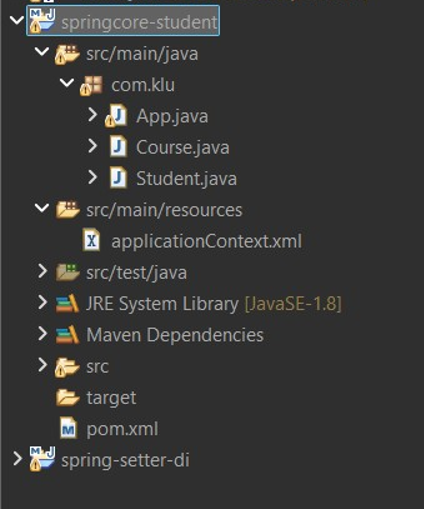 springcore-student
src/main/java
com.klu
App.java
Course.java
Student.java
src/main/resources
applicationContext.xml
src/test/java
JRE System Library [JavaSE-1.8]
Maven Dependencies
src
target
pom.xml
spring-setter-di